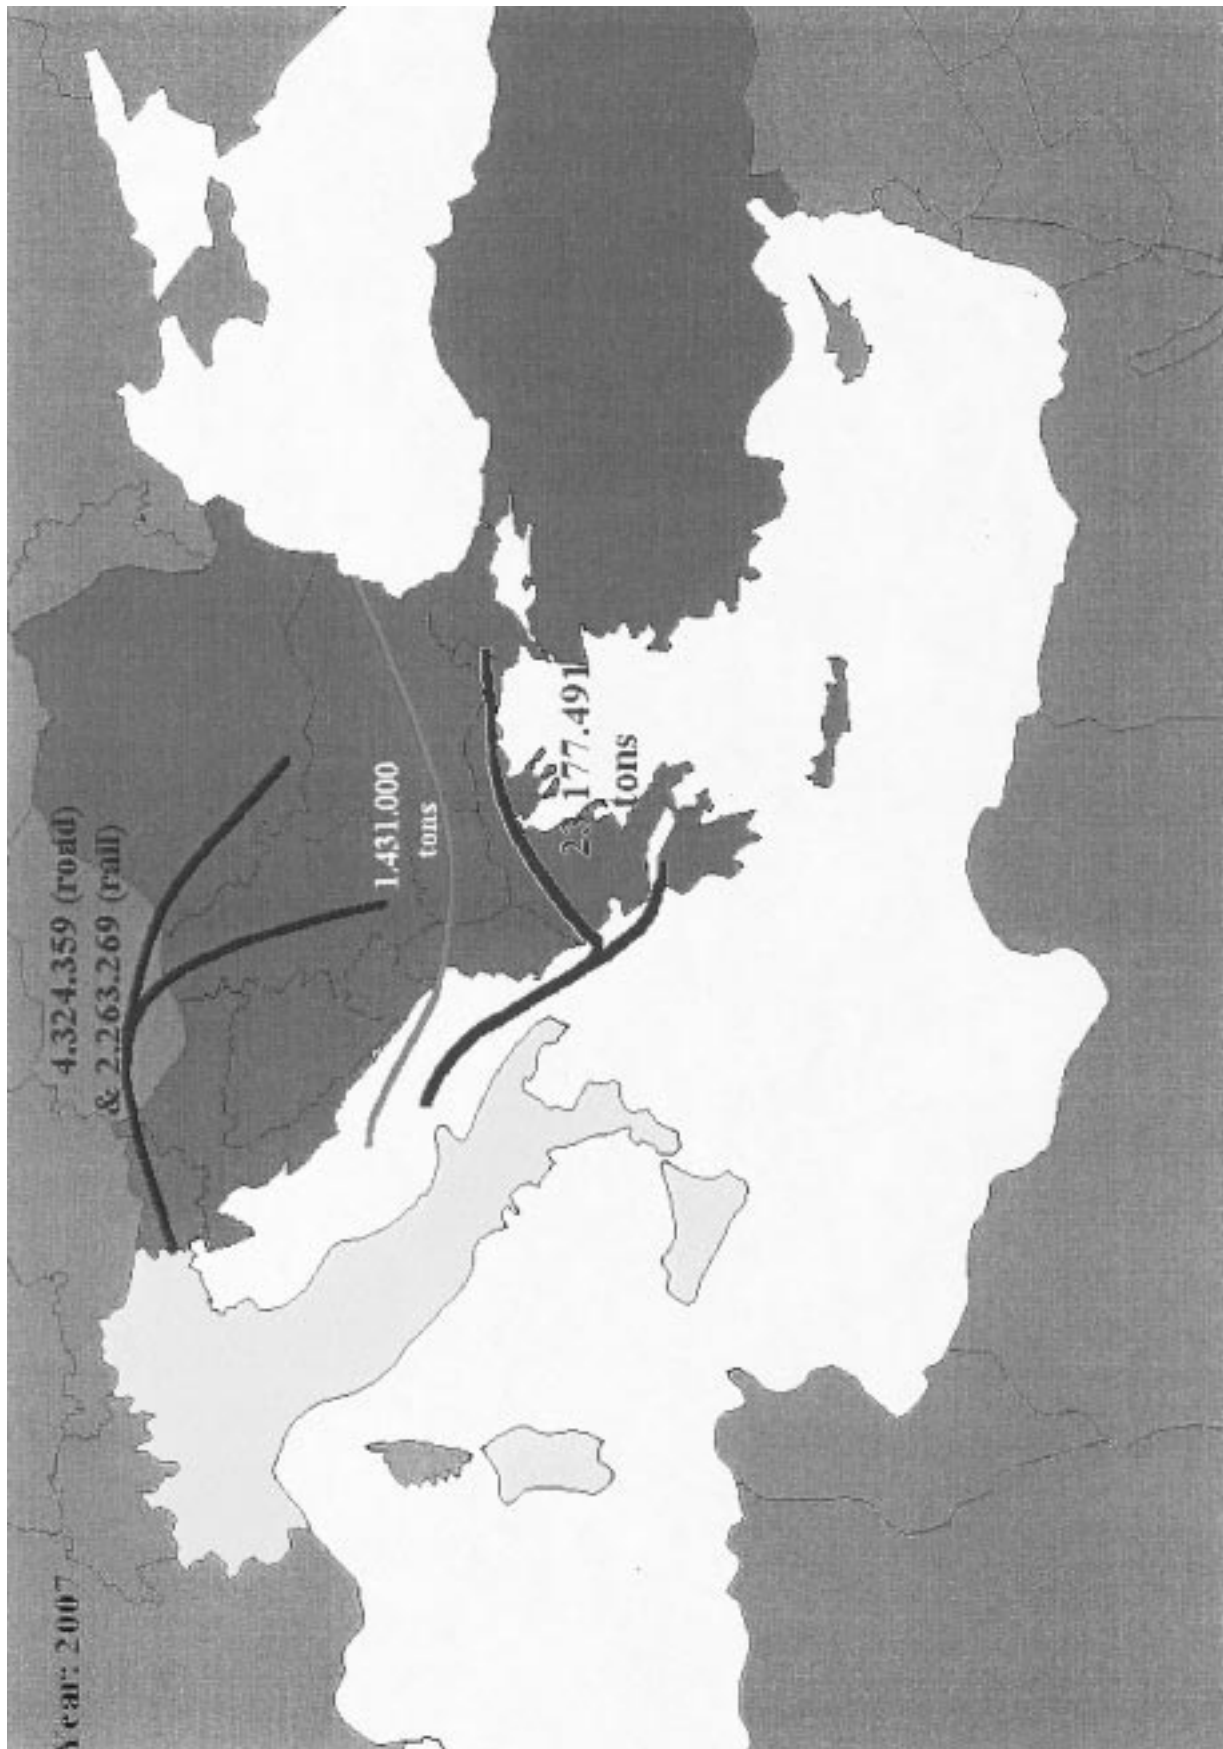 4.324.359 (road)
& 2.263.269 (rail)
1.431.000
tons
177.491
tons
Year: 2007